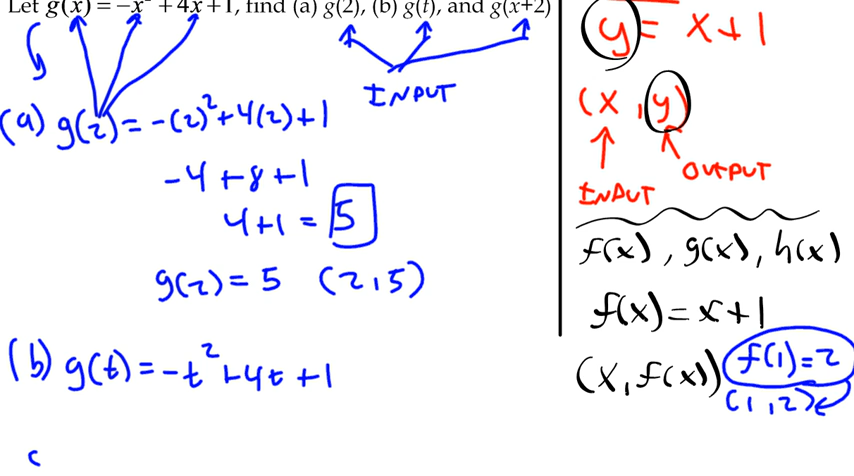 Let g(x) = −x² + 4x + 1, find (a) g(2), (b) g(t), and g(x+2)
INPUT
(a) g(2) = -(2)² + 4(2) + 1
-4 + 8 + 1
4 + 1 = 5
g(2) = 5 (2, 5)
(b) g(t) = -t² + 4t + 1
y = x + 1
(x, y)
INPUT
OUTPUT
f(x), g(x), h(x)
f(x) = x + 1
(x, f(x)) f(1) = 2
(1, 2)